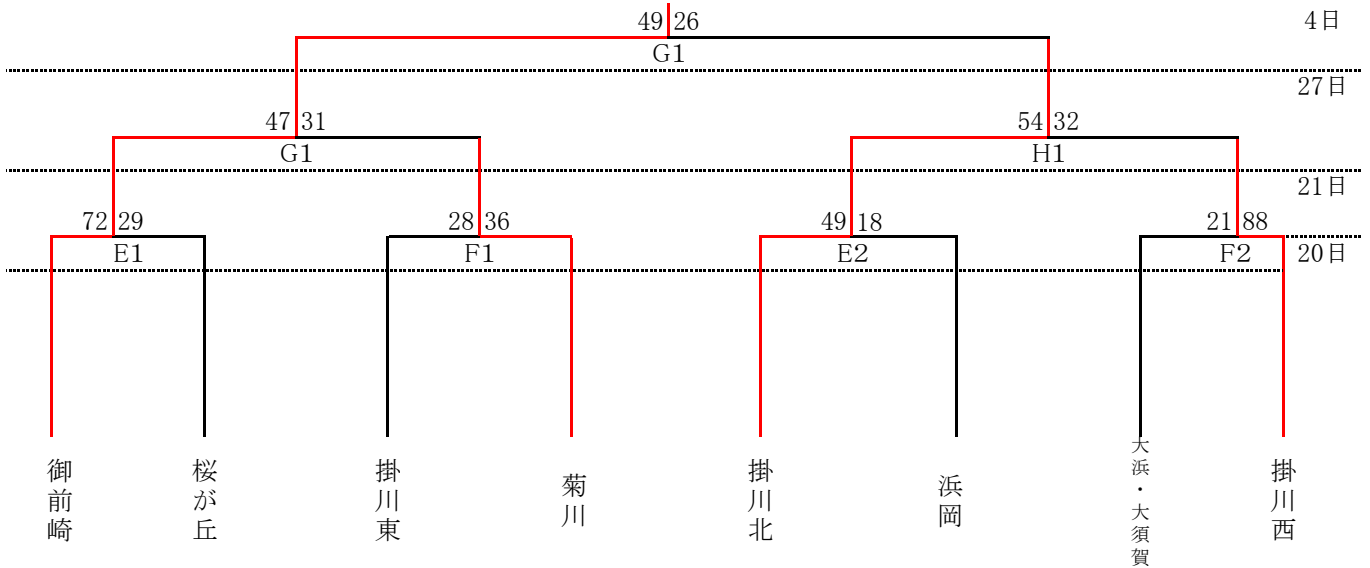 49 26
4日
G1
27日
47 31
54 32
G1
H1
21日
72 29
28 36
49 18
21 88
E1
F1
E2
F2
20日
御前崎
桜が丘
掛川東
菊川
掛川北
浜岡
大浜・大須賀
掛川西